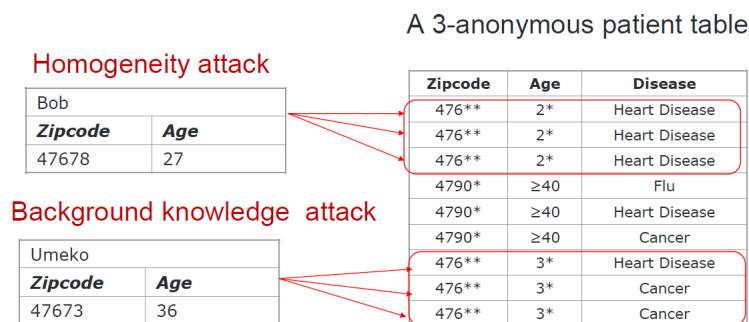 A 3-anonymous patient table
Homogeneity attack
Bob
Zipcode Age
47678 27
Background knowledge attack
Umeko
Zipcode Age
47673 36
Zipcode Age Disease
476** 2* Heart Disease
476** 2* Heart Disease
476** 2* Heart Disease
4790* ≥40 Flu
4790* ≥40 Heart Disease
4790* ≥40 Cancer
476** 3* Heart Disease
476** 3* Cancer
476** 3* Cancer